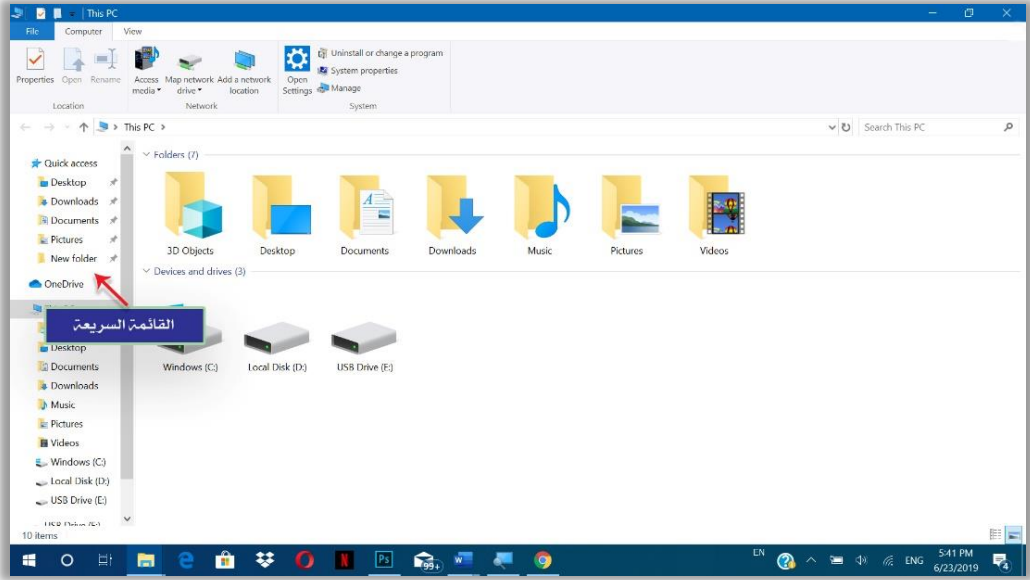 This PC
File Computer View
Properties Open Rename Access media Map network drive Add a network location Open Settings
Uninstall or change a program
System properties
Manage
Location Network System
This PC
Search This PC
Quick access
Desktop
Downloads
Documents
Pictures
New folder
OneDrive
القائمة السريعة
Desktop
Documents
Downloads
Music
Pictures
Videos
Windows (C:)
Local Disk (D:)
USB Drive (E:)
USB Drive (E:)
Folders (7)
3D Objects Desktop Documents Downloads Music Pictures Videos
Devices and drives (3)
Windows (C:) Local Disk (D:) USB Drive (E:)
10 items
Ps
99+
EN
ENG
5:41 PM
6/23/2019
4